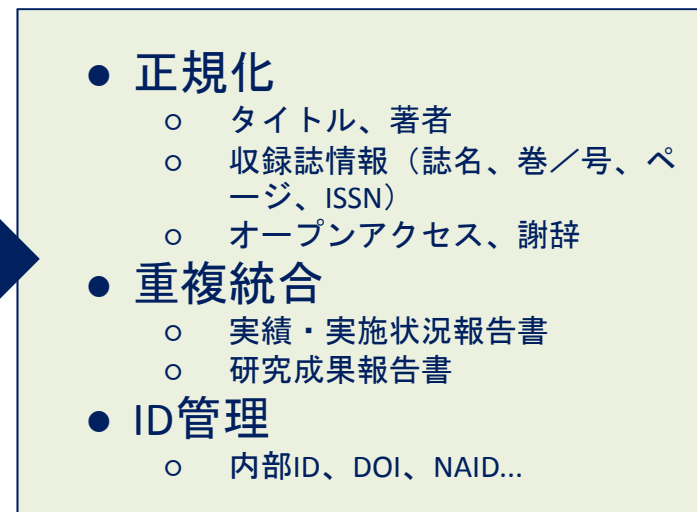 ● 正規化
○ タイトル、著者
○ 収録誌情報（誌名、巻／号、ペ
ージ、ISSN）
○ オープンアクセス、謝辞
● 重複統合
○ 実績・実施状況報告書
○ 研究成果報告書
● ID管理
○ 内部ID、DOI、NAID...